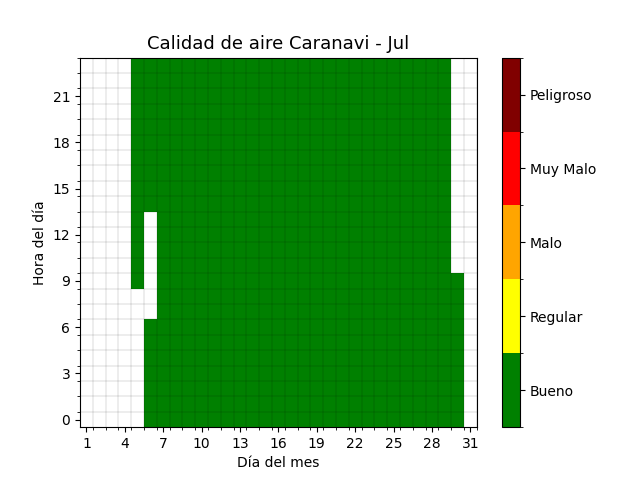 Calidad de aire Caranavi - Jul
Hora del día
21
18
15
12
9
6
3
0
1 4 7 10 13 16 19 22 25 28 31
Día del mes
Peligroso
Muy Malo
Malo
Regular
Bueno